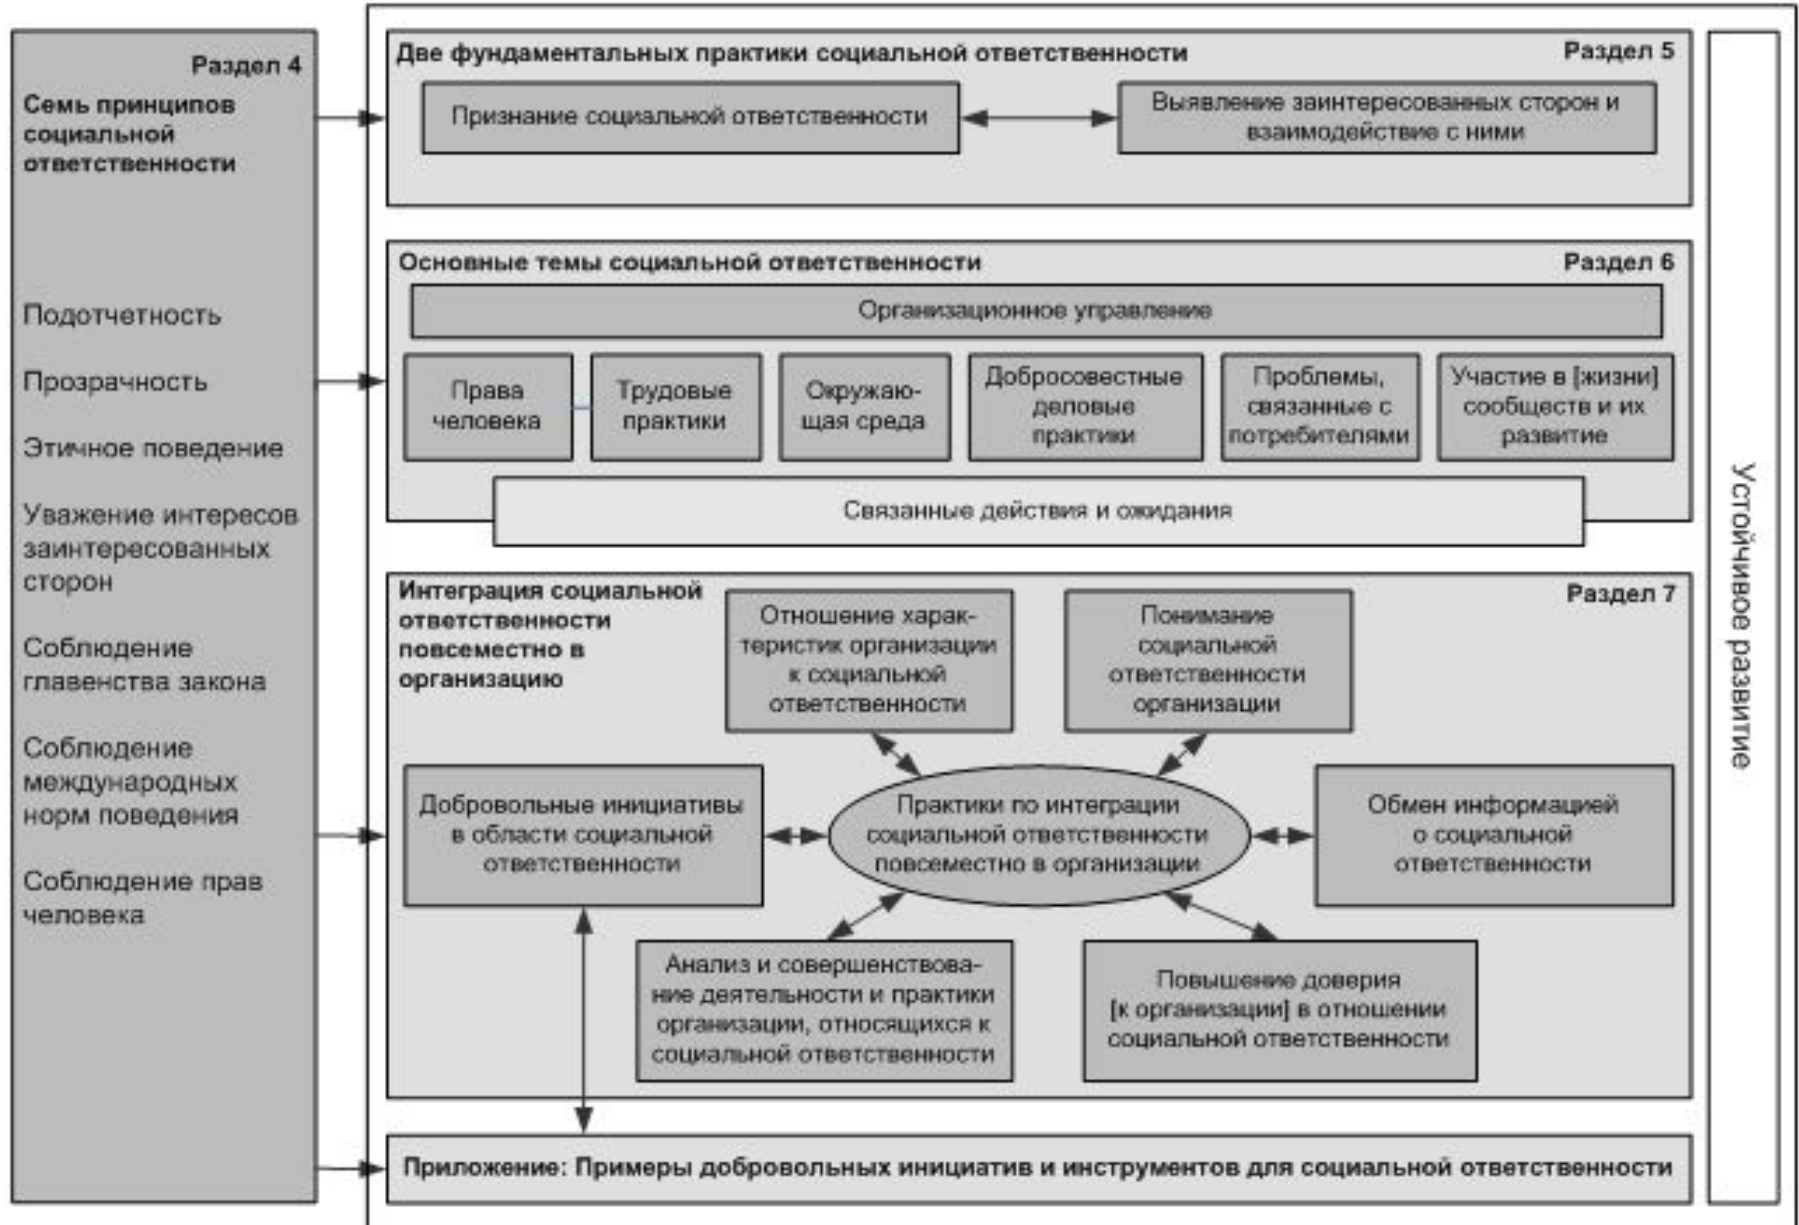 Раздел 4
Семь принципов
социальной
ответственности
Подотчетность
Прозрачность
Этичное поведение
Уважение интересов
заинтересованных
сторон
Соблюдение
главенства закона
Соблюдение
международных
норм поведения
Соблюдение прав
человека
Две фундаментальных практики социальной ответственности
Раздел 5
Признание социальной ответственности
Выявление заинтересованных сторон и
взаимодействие с ними
Основные темы социальной ответственности
Раздел 6
Организационное управление
Права
человека
Трудовые
практики
Окружаю-
щая среда
Добросовестные
деловые
практики
Проблемы,
связанные с
потребителями
Участие в [жизни]
сообществ и их
развитие
Связанные действия и ожидания
Интеграция социальной
ответственности
повсеместно в
организацию
Раздел 7
Отношение харак-
теристик организации
к социальной
ответственности
Понимание
социальной
ответственности
организации
Добровольные инициативы
в области социальной
ответственности
Практики по интеграции
социальной ответственности
повсеместно в организации
Обмен информацией
о социальной
ответственности
Анализ и совершенствова-
ние деятельности и практики
организации, относящихся к
социальной ответственности
Повышение доверия
[к организации] в отношении
социальной ответственности
Приложение: Примеры добровольных инициатив и инструментов для социальной ответственности
Устойчивое развитие